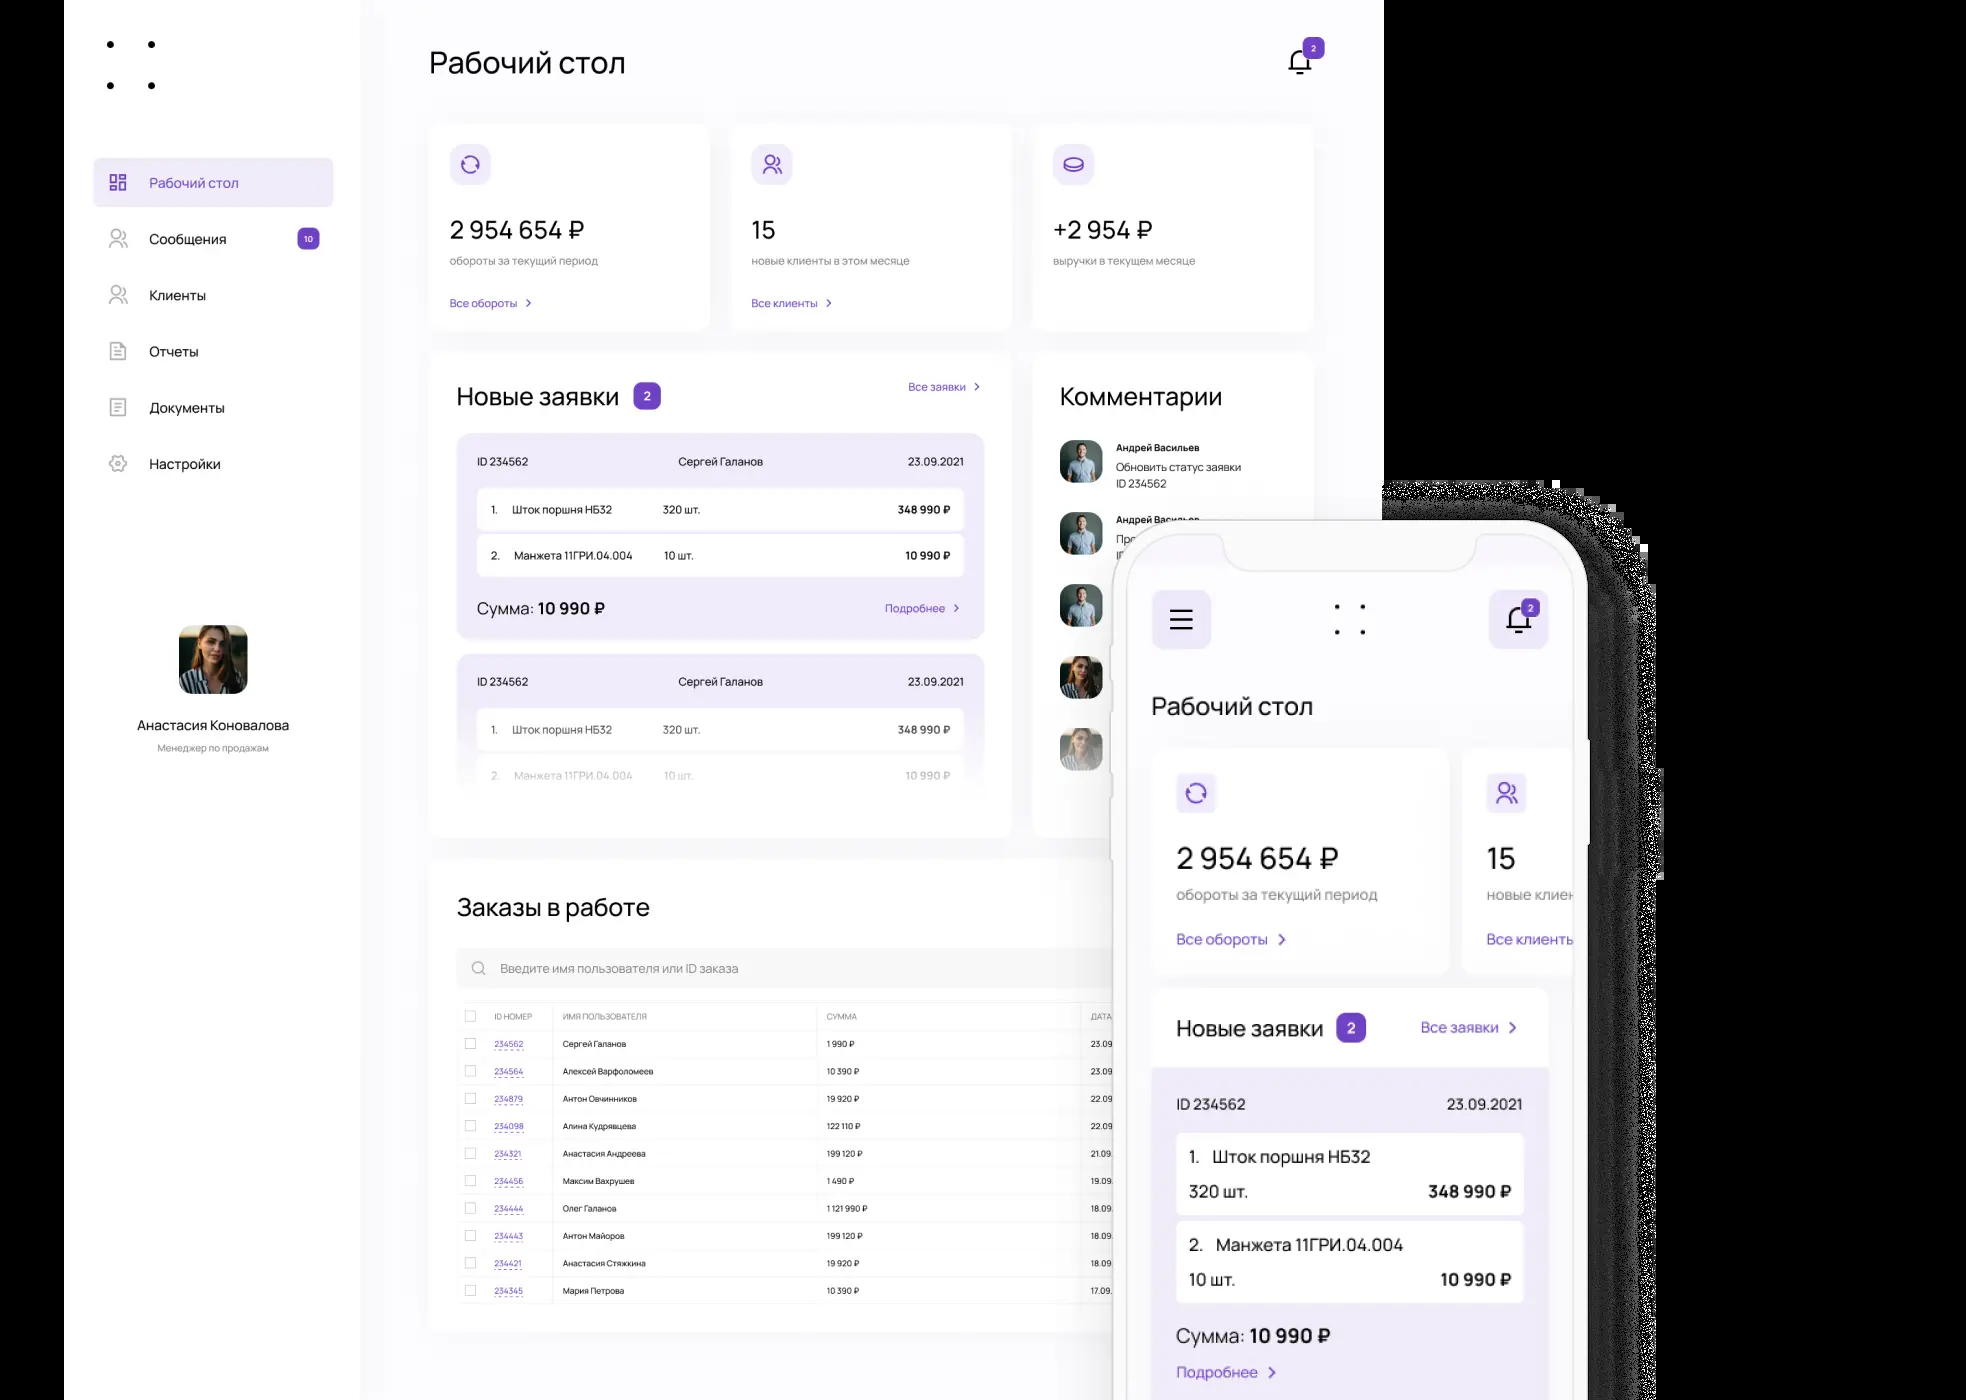 Рабочий стол
2
Рабочий стол
Сообщения 10
Клиенты
Отчеты
Документы
Настройки
Анастасия Коновалова
Менеджер по продажам
2 954 654 ₽
обороты за текущий период
Все обороты
15
новые клиенты в этом месяце
Все клиенты
+2 954 ₽
выручки в текущем месяце
Новые заявки 2 Все заявки
ID 234562 Сергей Галанов 23.09.2021
1. Шток поршня НБ32 320 шт. 348 990 ₽
2. Манжета 11ГРИ.04.004 10 шт. 10 990 ₽
Сумма: 10 990 ₽ Подробнее
ID 234562 Сергей Галанов 23.09.2021
1. Шток поршня НБ32 320 шт. 348 990 ₽
2. Манжета 11ГРИ.04.004 10 шт. 10 990 ₽
Комментарии
Андрей Васильев
Обновить статус заявки
ID 234562
Андрей Васильев
Заказы в работе
Введите имя пользователя или ID заказа
ID НОМЕР ИМЯ ПОЛЬЗОВАТЕЛЯ СУММА ДАТА
234562 Сергей Галанов 1 990 ₽ 23.09
234564 Алексей Варфоломеев 10 390 ₽ 23.09
234879 Антон Овчинников 19 920 ₽ 22.09
234098 Алина Кудрявцева 122 110 ₽ 22.09
234321 Анастасия Андреева 199 120 ₽ 21.09.
234456 Максим Вахрушев 1 490 ₽ 19.09.
234444 Олег Галанов 1 121 990 ₽ 18.09.
234443 Антон Майоров 199 120 ₽ 18.09.
234421 Анастасия Стяжкина 19 920 ₽ 18.09
234345 Мария Петрова 10 390 ₽ 17.09.
2
Рабочий стол
2 954 654 ₽
обороты за текущий период
Все обороты
15
новые клиен
Все клиенты
Новые заявки 2 Все заявки
ID 234562 23.09.2021
1. Шток поршня НБ32
320 шт. 348 990 ₽
2. Манжета 11ГРИ.04.004
10 шт. 10 990 ₽
Сумма: 10 990 ₽
Подробнее